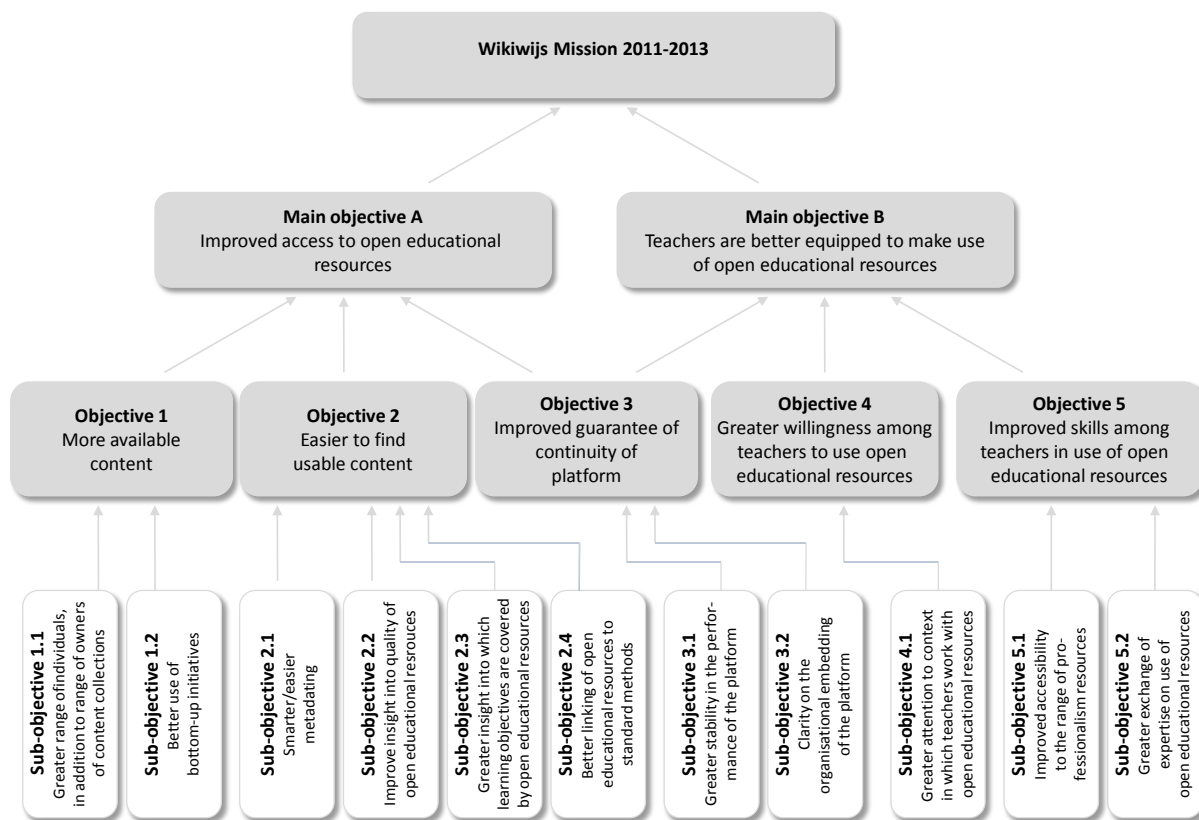 Wikiwijs Mission 2011-2013
Main objective A
Improved access to open educational
resources
Main objective B
Teachers are better equipped to make use
of open educational resources
Objective 1
More available
content
Objective 2
Easier to find
usable content
Objective 3
Improved guarantee of
continuity of
platform
Objective 4
Greater willingness among
teachers to use open
educational resources
Objective 5
Improved skills among
teachers in use of open
educational resources
Sub-objective 1.1
Greater range ofindividuals,
in addition to range of owners
of content collections
Sub-objective 1.2
Better use of
bottom-up initiatives
Sub-objective 2.1
Smarter/easier
metadating
Sub-objective 2.2
Improve insight into quality of
open educational resrouces
Sub-objective 2.3
Greater insight into which
learning objectives are covered
by open educational resources
Sub-objective 2.4
Better linking of open
educational resources to
standard methods
Sub-objective 3.1
Greater stability in the perfor-
mance of the platform
Sub-objective 3.2
Clarity on the
organisational embedding
of the platform
Sub-objective 4.1
Greater attention to context
in which teachers work with
open educational resources
Sub-objective 5.1
Improved accessibility
to the range of pro-
fessionalism resources
Sub-objective 5.2
Greater exchange of
expertise on use of
open educational resources